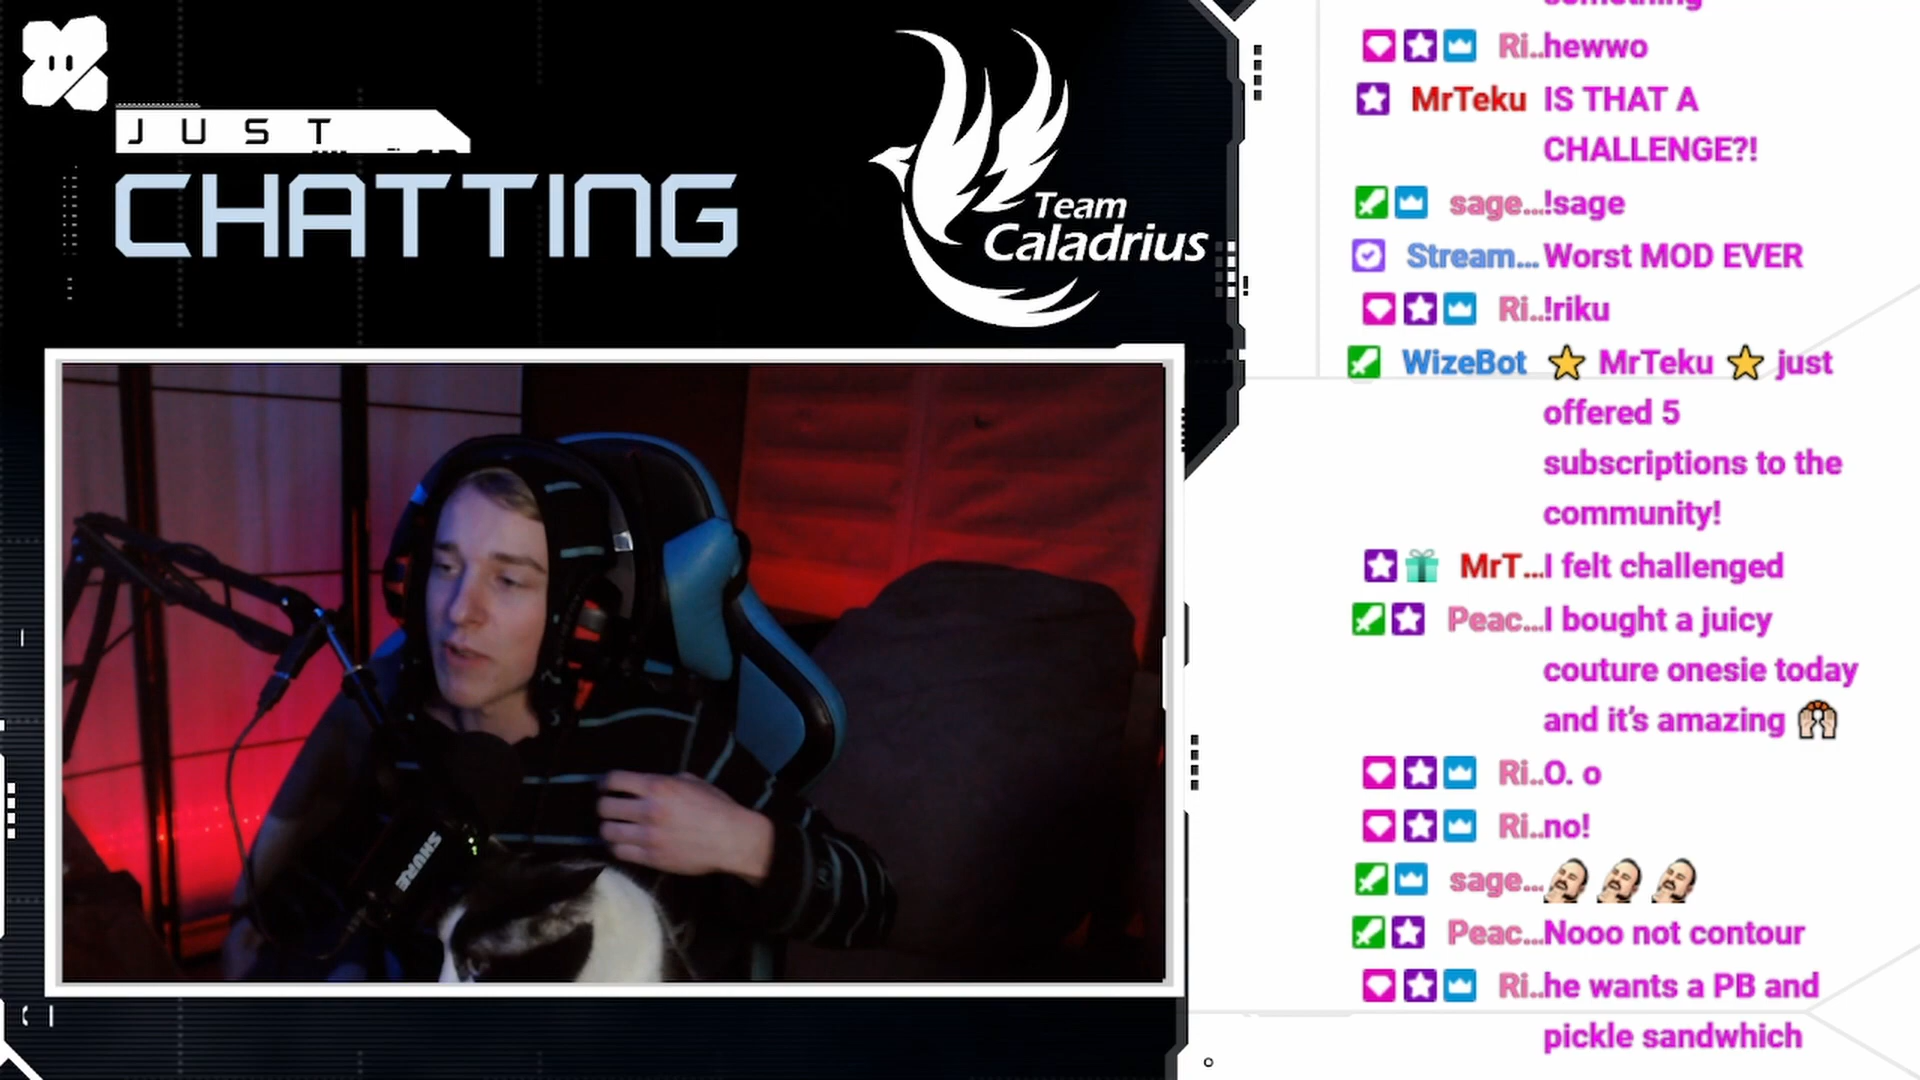 JUST
CHATTING
Team
Caladrius
SHURE
something
Ri..hewwo
MrTeku IS THAT A
CHALLENGE?!
sage...!sage
Stream...Worst MOD EVER
Ri..!riku
WizeBot ⭐ MrTeku ⭐ just
offered 5
subscriptions to the
community!
MrT...I felt challenged
Peac...I bought a juicy
couture onesie today
and it’s amazing 🙌🏻
Ri..O. o
Ri..no!
sage...
Peac...Nooo not contour
Ri..he wants a PB and
pickle sandwhich